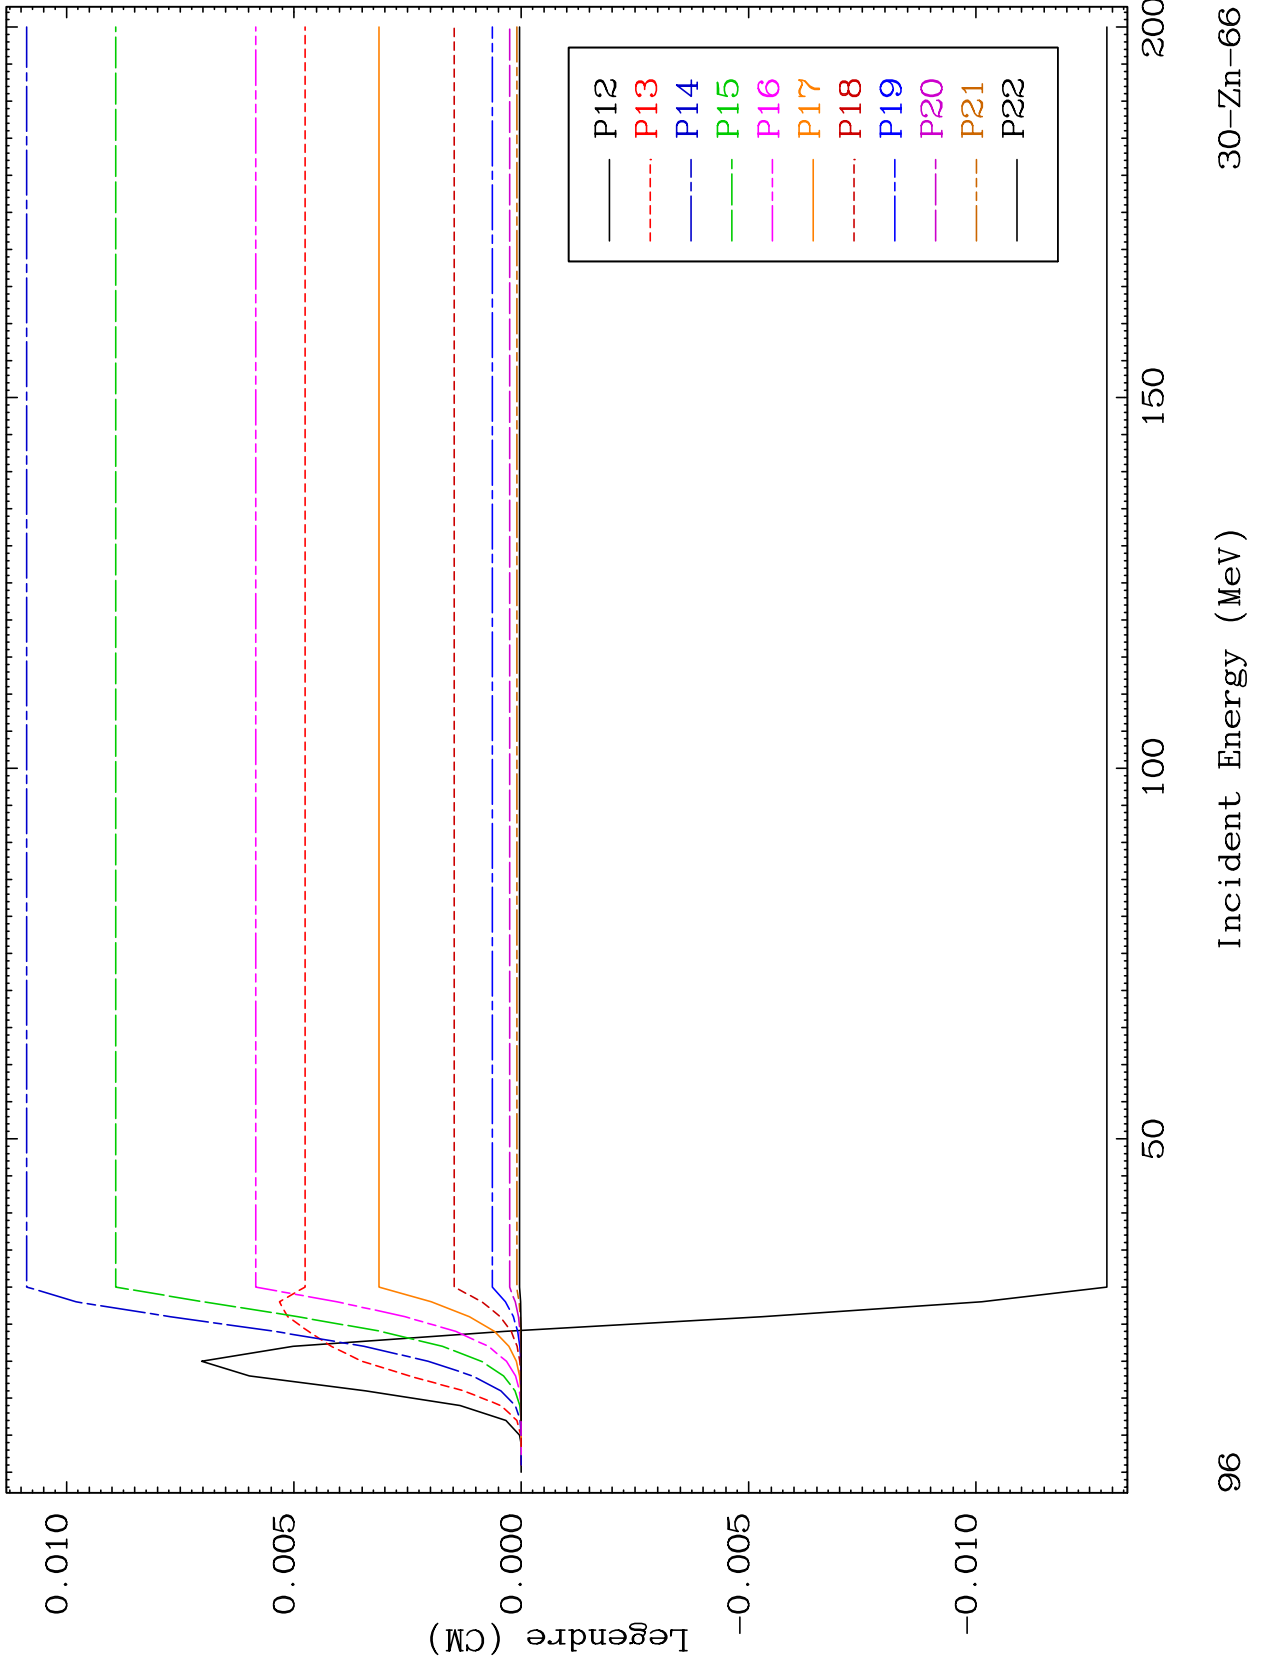 Legendre (CM)
0.010
0.005
0.000
-0.005
-0.010
P12
P13
P14
P15
P16
P17
P18
P19
P20
P21
P22
50
100
150
200
Incident Energy (MeV)
96
30-Zn-66